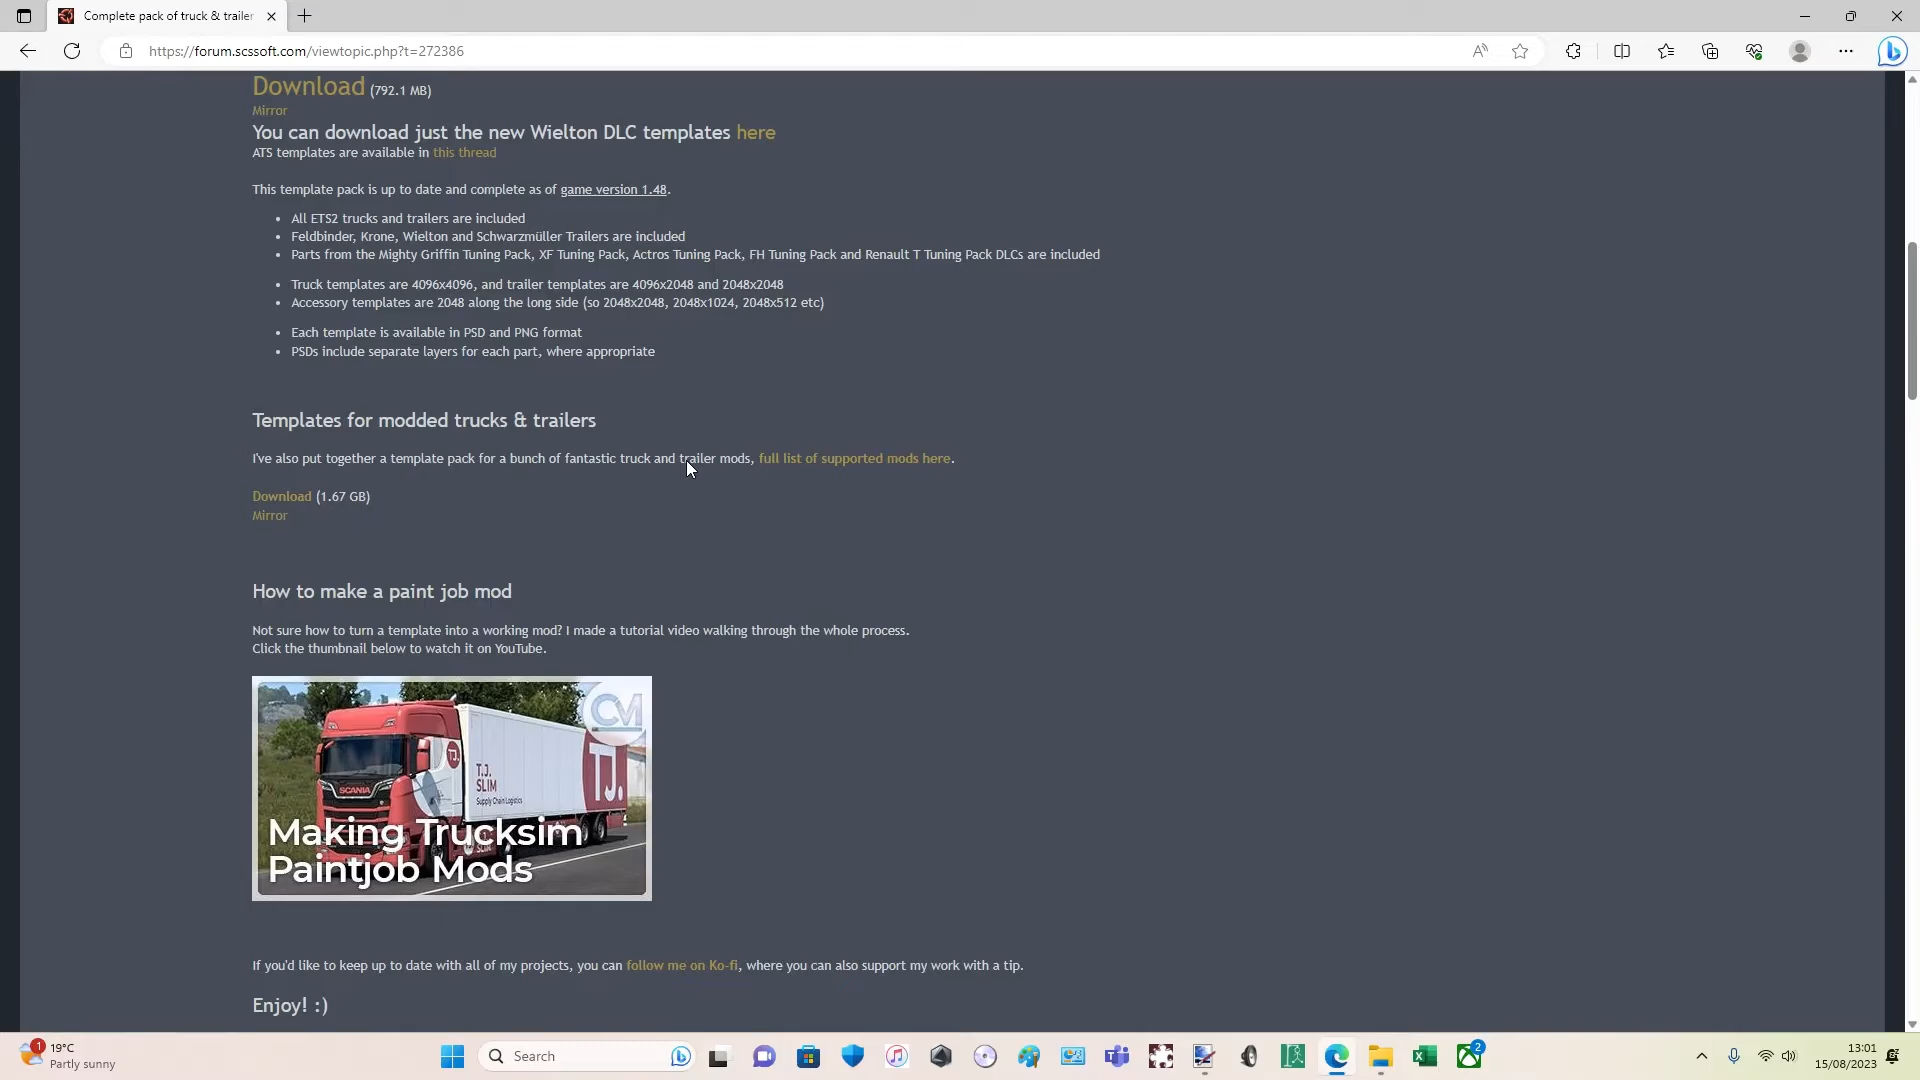 Complete pack of truck & trailer
https://forum.scssoft.com/viewtopic.php?t=272386
Download (792.1 MB)
Mirror
You can download just the new Wielton DLC templates here
ATS templates are available in this thread
This template pack is up to date and complete as of game version 1.48.
• All ETS2 trucks and trailers are included
• Feldbinder, Krone, Wielton and Schwarzmüller Trailers are included
• Parts from the Mighty Griffin Tuning Pack, XF Tuning Pack, Actros Tuning Pack, FH Tuning Pack and Renault T Tuning Pack DLCs are included
• Truck templates are 4096x4096, and trailer templates are 4096x2048 and 2048x2048
• Accessory templates are 2048 along the long side (so 2048x2048, 2048x1024, 2048x512 etc)
• Each template is available in PSD and PNG format
• PSDs include separate layers for each part, where appropriate
Templates for modded trucks & trailers
I've also put together a template pack for a bunch of fantastic truck and trailer mods, full list of supported mods here.
Download (1.67 GB)
Mirror
How to make a paint job mod
Not sure how to turn a template into a working mod? I made a tutorial video walking through the whole process.
Click the thumbnail below to watch it on YouTube.
CM
TJ.
T.J.
SLIM
Supply Chain Logistics
SCANIA
Making Trucksim
Paintjob Mods
If you'd like to keep up to date with all of my projects, you can follow me on Ko-fi, where you can also support my work with a tip.
Enjoy! :)
1
19°C
Partly sunny
Search
2
13:01
15/08/2023